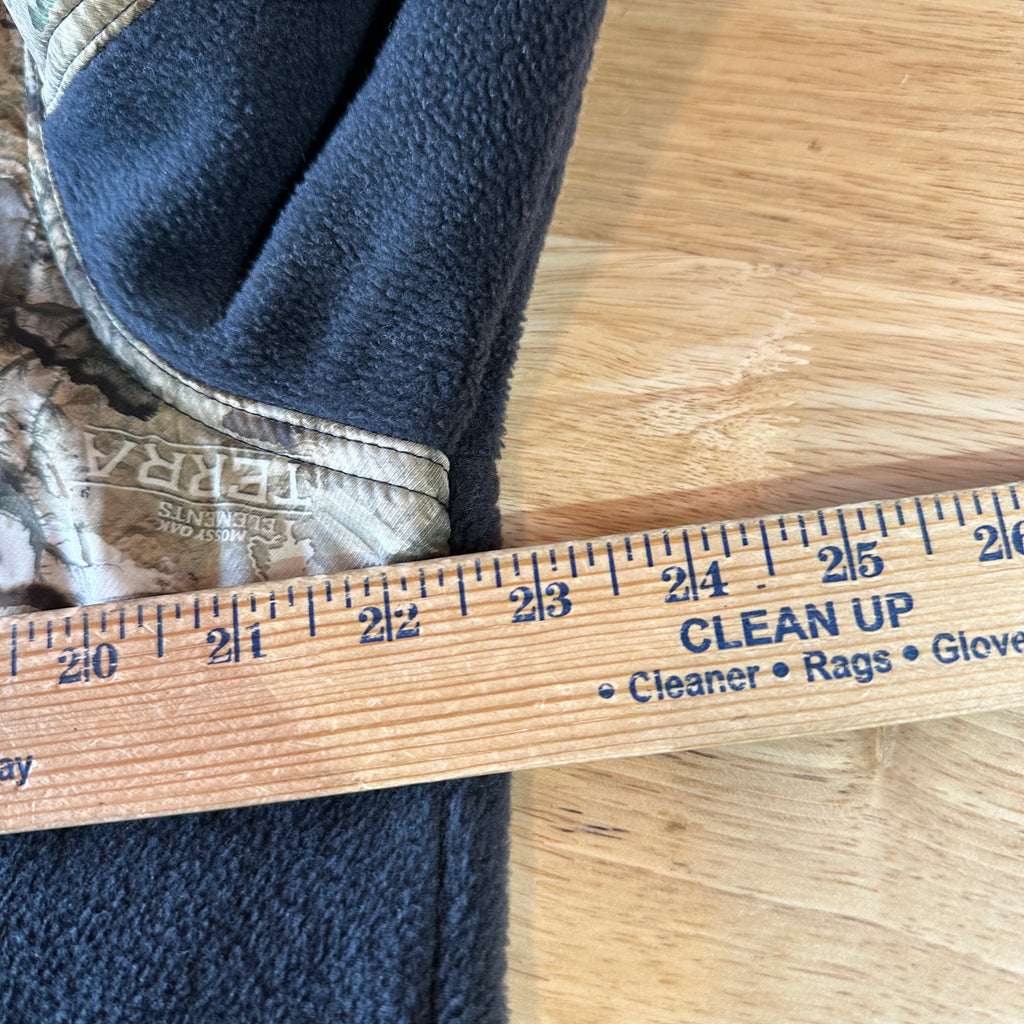 TERRA
MOSSY OAK
ELEMENTS
20 21 22 23 24 25 26
CLEAN UP
• Cleaner • Rags • Glove
ay